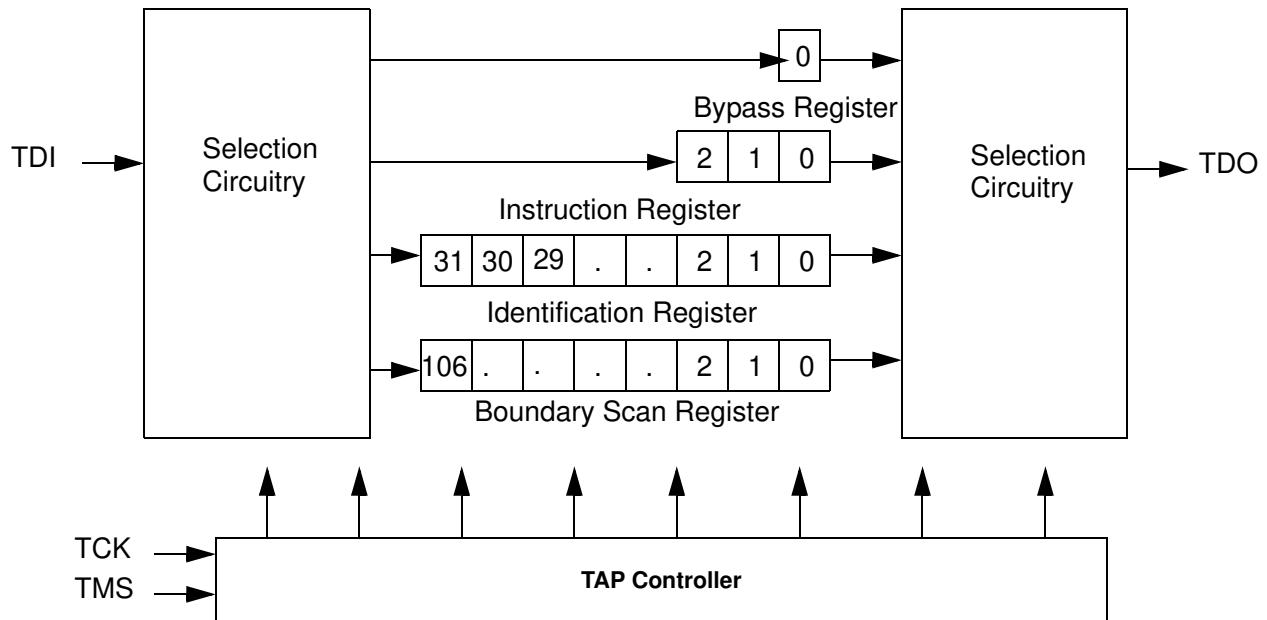 0
Bypass Register
TDI
Selection
Circuitry
2 1 0
Selection
Circuitry
TDO
Instruction Register
31 30 29 . . 2 1 0
Identification Register
106 . . . . 2 1 0
Boundary Scan Register
TCK
TMS
TAP Controller